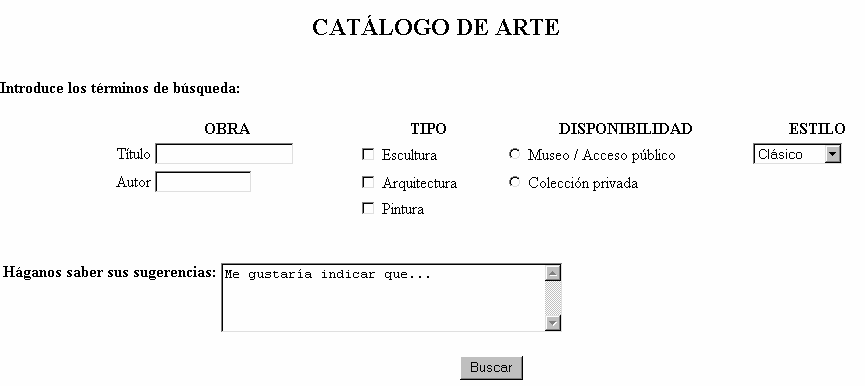 CATÁLOGO DE ARTE
Introduce los términos de búsqueda:
OBRA TIPO DISPONIBILIDAD ESTILO
Título Escultura Museo / Acceso público Clásico
Autor Arquitectura Colección privada
Pintura
Háganos saber sus sugerencias: Me gustaría indicar que...
Buscar